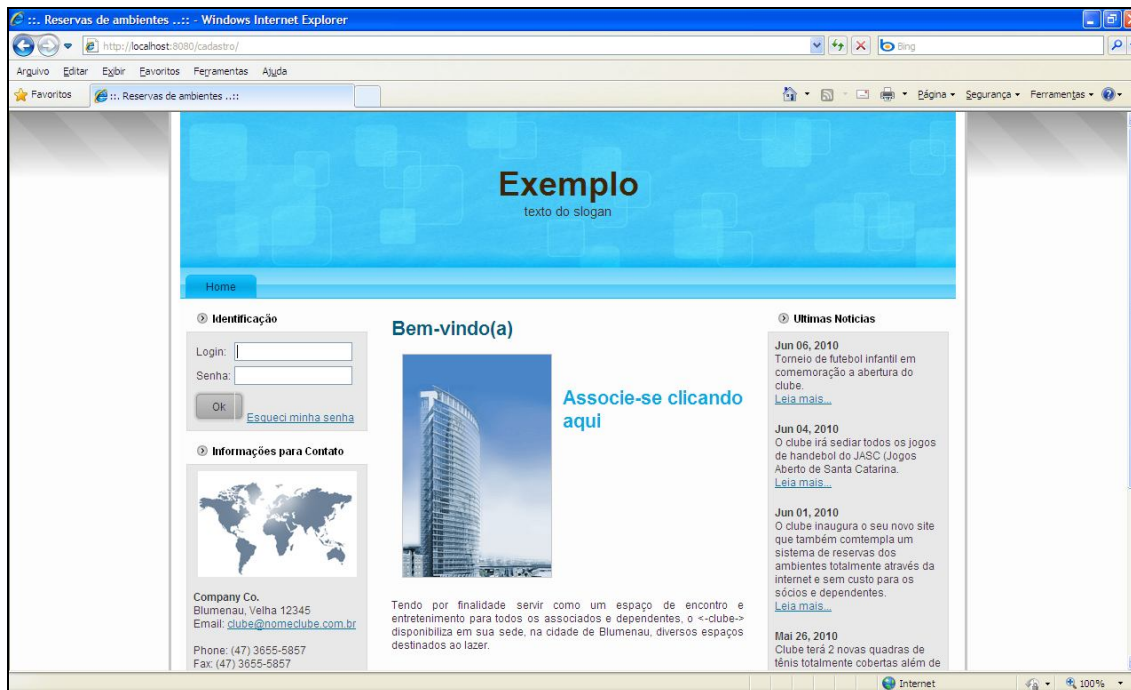 ::. Reservas de ambientes ..:: - Windows Internet Explorer
http://localhost:8080/cadastro/
Bing
Arquivo Editar Exibir Favoritos Ferramentas Ajuda
Favoritos
::. Reservas de ambientes ..::
Página
Segurança
Ferramentas
Exemplo
texto do slogan
Home
Identificação
Login:
Senha:
Ok
Esqueci minha senha
Informações para Contato
Company Co.
Blumenau, Velha 12345
Email: clube@nomeclube.com.br
Phone: (47) 3655-5857
Fax: (47) 3655-5857
Bem-vindo(a)
Associe-se clicando
aqui
Tendo por finalidade servir como um espaço de encontro e
entretenimento para todos os associados e dependentes, o <-clube->
disponibiliza em sua sede, na cidade de Blumenau, diversos espaços
destinados ao lazer.
Ultimas Noticias
Jun 06, 2010
Torneio de futebol infantil em
comemoração a abertura do
clube.
Leia mais...
Jun 04, 2010
O clube irá sediar todos os jogos
de handebol do JASC (Jogos
Aberto de Santa Catarina.
Leia mais...
Jun 01, 2010
O clube inaugura o seu novo site
que também comtempla um
sistema de reservas dos
ambientes totalmente através da
internet e sem custo para os
sócios e dependentes.
Leia mais...
Mai 26, 2010
Clube terá 2 novas quadras de
tênis totalmente cobertas além de
Internet
100%